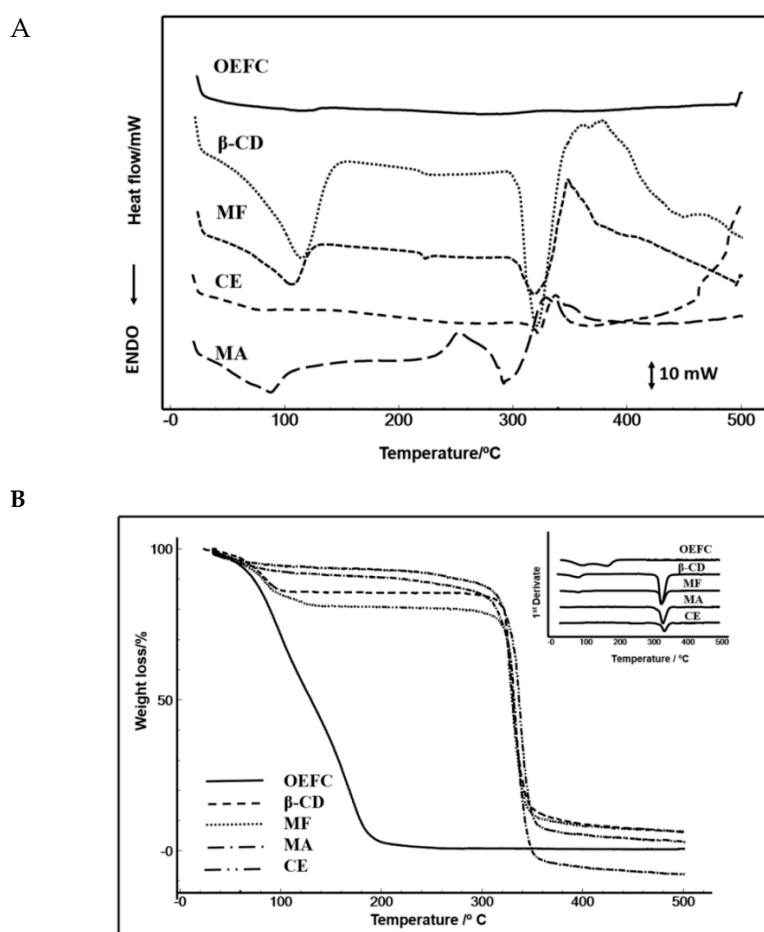 A
OEFC
β-CD
MF
CE
MA
Heat flow/mW
ENDO
10 mW
-0 100 200 300 400 500
Temperature/ºC
B
100
50
-0
Weight loss/%
OEFC
β-CD
MF
MA
CE
-0 100 200 300 400 500
Temperature /º C
OEFC
β-CD
MF
MA
CE
1st Derivate
-0 100 200 300 400 500
Temperature / ºC